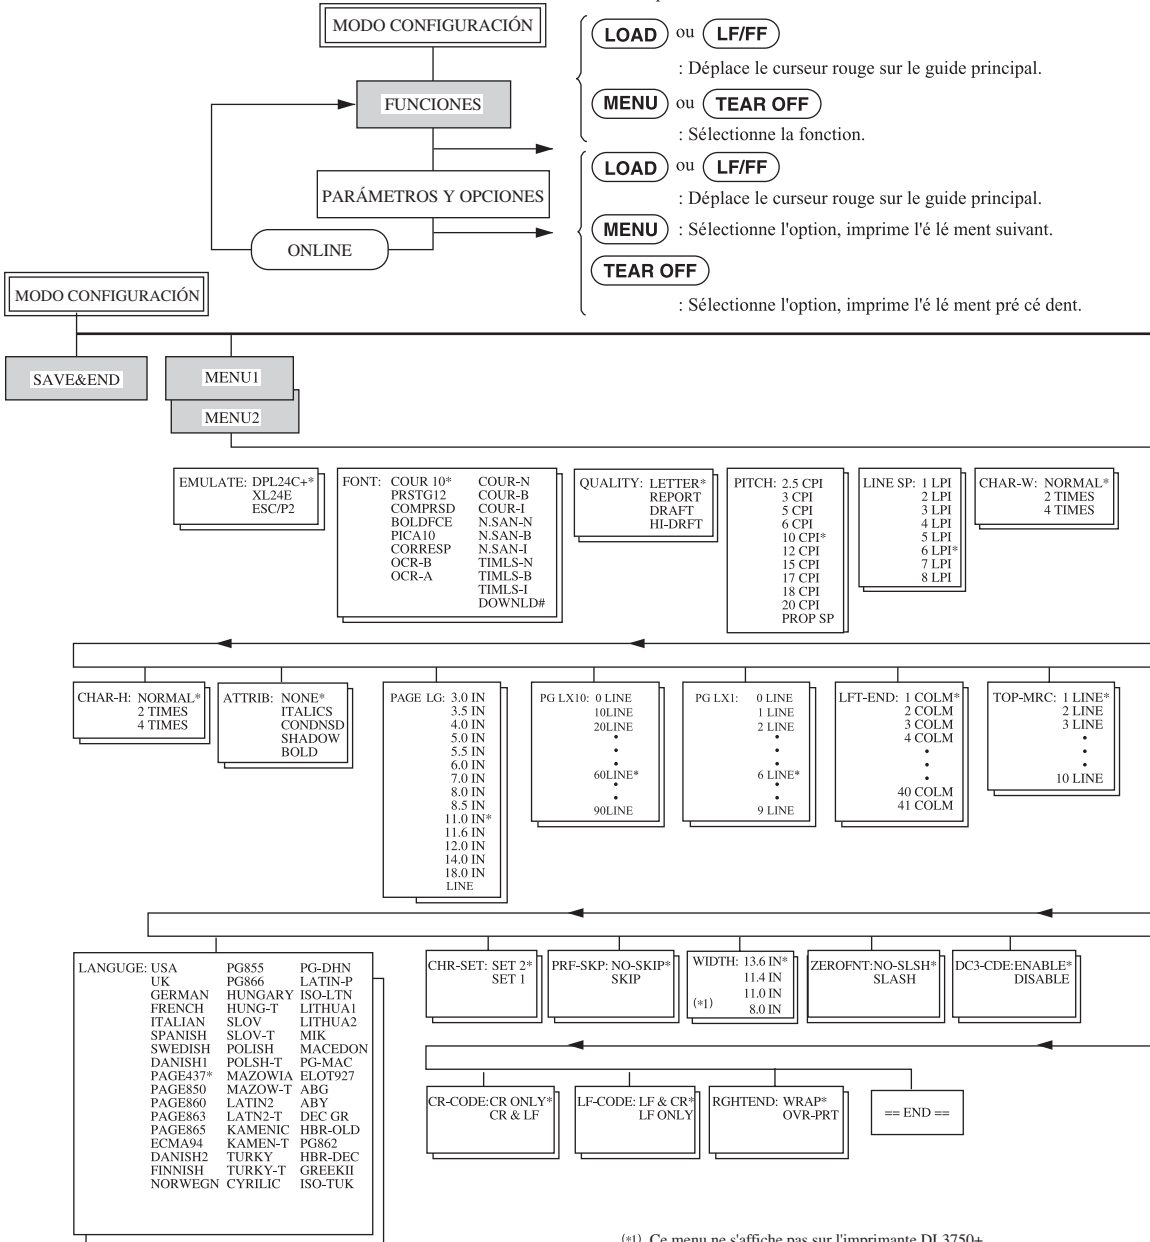 MODO CONFIGURACIÓN
LOAD ou LF/FF
: Déplace le curseur rouge sur le guide principal.
FUNCIONES
MENU ou TEAR OFF
: Sélectionne la fonction.
LOAD ou LF/FF
: Déplace le curseur rouge sur le guide principal.
PARÁMETROS Y OPCIONES
MENU : Sélectionne l'option, imprime l'é lé ment suivant.
ONLINE
TEAR OFF
: Sélectionne l'option, imprime l'é lé ment pré cé dent.
MODO CONFIGURACIÓN
SAVE&END
MENU1
MENU2
EMULATE: DPL24C+*
XL24E
ESC/P2
FONT: COUR 10* COUR-N
PRSTG12 COUR-B
COMPRSD COUR-I
BOLDFCE N.SAN-N
PICA10 N.SAN-B
CORRESP N.SAN-I
OCR-B TIMLS-N
OCR-A TIMLS-B
TIMLS-I
DOWNLD#
QUALITY: LETTER*
REPORT
DRAFT
HI-DRFT
PITCH: 2.5 CPI
3 CPI
5 CPI
6 CPI
10 CPI*
12 CPI
15 CPI
17 CPI
18 CPI
20 CPI
PROP SP
LINE SP: 1 LPI
2 LPI
3 LPI
4 LPI
5 LPI
6 LPI*
7 LPI
8 LPI
CHAR-W: NORMAL*
2 TIMES
4 TIMES
CHAR-H: NORMAL*
2 TIMES
4 TIMES
ATTRIB: NONE*
ITALICS
CONDNSD
SHADOW
BOLD
PAGE LG: 3.0 IN
3.5 IN
4.0 IN
5.0 IN
5.5 IN
6.0 IN
7.0 IN
8.0 IN
8.5 IN
11.0 IN*
11.6 IN
12.0 IN
14.0 IN
18.0 IN
LINE
PG LX10: 0 LINE
10LINE
20LINE
•
•
•
60LINE*
•
•
90LINE
PG LX1: 0 LINE
1 LINE
2 LINE
•
•
•
6 LINE*
•
•
9 LINE
LFT-END: 1 COLM*
2 COLM
3 COLM
4 COLM
•
•
•
40 COLM
41 COLM
TOP-MRC: 1 LINE*
2 LINE
3 LINE
•
•
•
10 LINE
LANGUGE: USA PG855 PG-DHN
UK PG866 LATIN-P
GERMAN HUNGARY ISO-LTN
FRENCH HUNG-T LITHUA1
ITALIAN SLOV LITHUA2
SPANISH SLOV-T MIK
SWEDISH POLISH MACEDON
DANISH1 POLSH-T PG-MAC
PAGE437* MAZOWIA ELOT927
PAGE850 MAZOW-T ABG
PAGE860 LATIN2 ABY
PAGE863 LATN2-T DEC GR
PAGE865 KAMENIC HBR-OLD
ECMA94 KAMEN-T PG862
DANISH2 TURKY HBR-DEC
FINNISH TURKY-T GREEKII
NORWEGN CYRILIC ISO-TUK
CHR-SET: SET 2*
SET 1
PRF-SKP: NO-SKIP*
SKIP
WIDTH: 13.6 IN*
11.4 IN
11.0 IN
(*1) 8.0 IN
ZEROFNT:NO-SLSH*
SLASH
DC3-CDE:ENABLE*
DISABLE
CR-CODE:CR ONLY*
CR & LF
LF-CODE: LF & CR*
LF ONLY
RGHTEND: WRAP*
OVR-PRT
== END ==
(*1) Ce menu ne s'affiche pas sur l'imprimante DL3750+